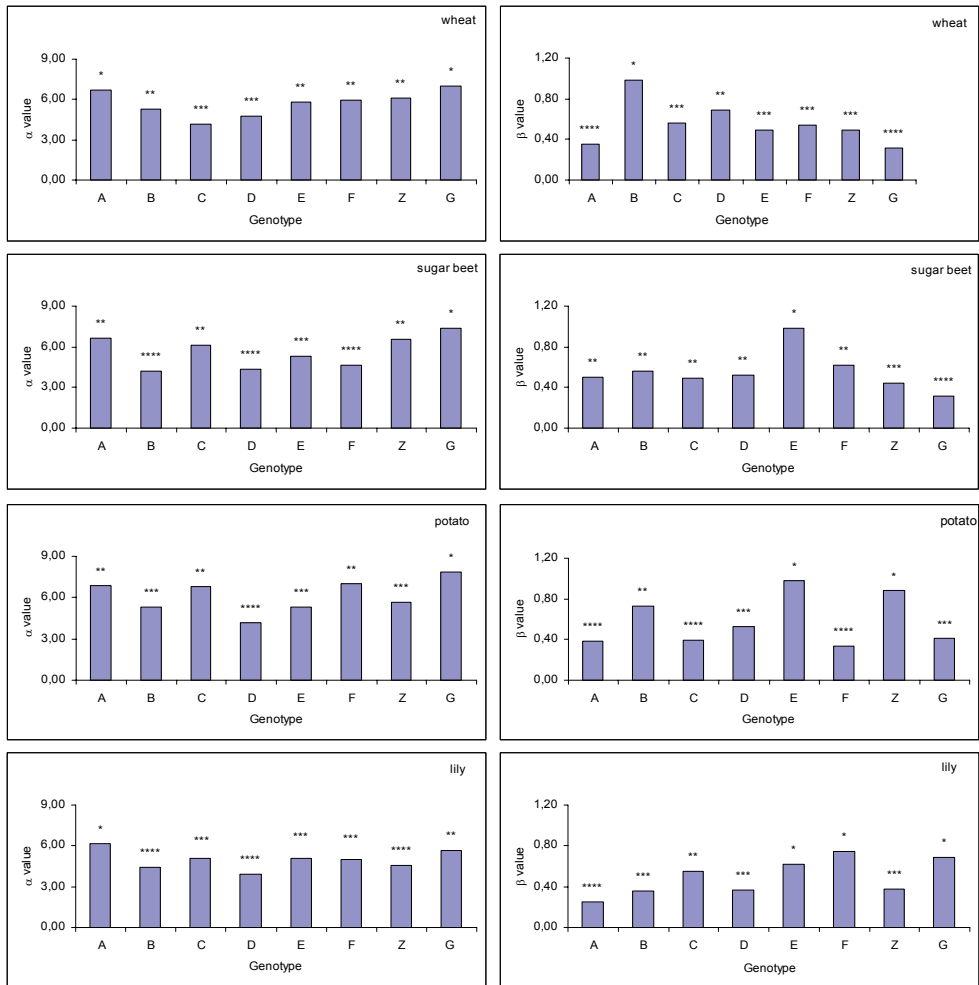 wheat
9,00
6,00
3,00
0,00
α value
* ** *** *** ** ** ** *
A B C D E F Z G
Genotype
wheat
1,20
0,80
0,40
0,00
β value
**** * *** ** *** *** *** ****
A B C D E F Z G
Genotype
sugar beet
9,00
6,00
3,00
0,00
α value
** **** ** **** *** **** ** *
A B C D E F Z G
Genotype
sugar beet
1,20
0,80
0,40
0,00
β value
** ** ** ** * ** *** ****
A B C D E F Z G
Genotype
potato
9,00
6,00
3,00
0,00
α value
** *** ** **** *** ** *** *
A B C D E F Z G
Genotype
potato
1,20
0,80
0,40
0,00
β value
**** ** **** *** * **** * ***
A B C D E F Z G
Genotype
lily
9,00
6,00
3,00
0,00
α value
* **** *** **** *** *** **** **
A B C D E F Z G
Genotype
lily
1,20
0,80
0,40
0,00
β value
**** *** ** *** * * *** *
A B C D E F Z G
Genotype